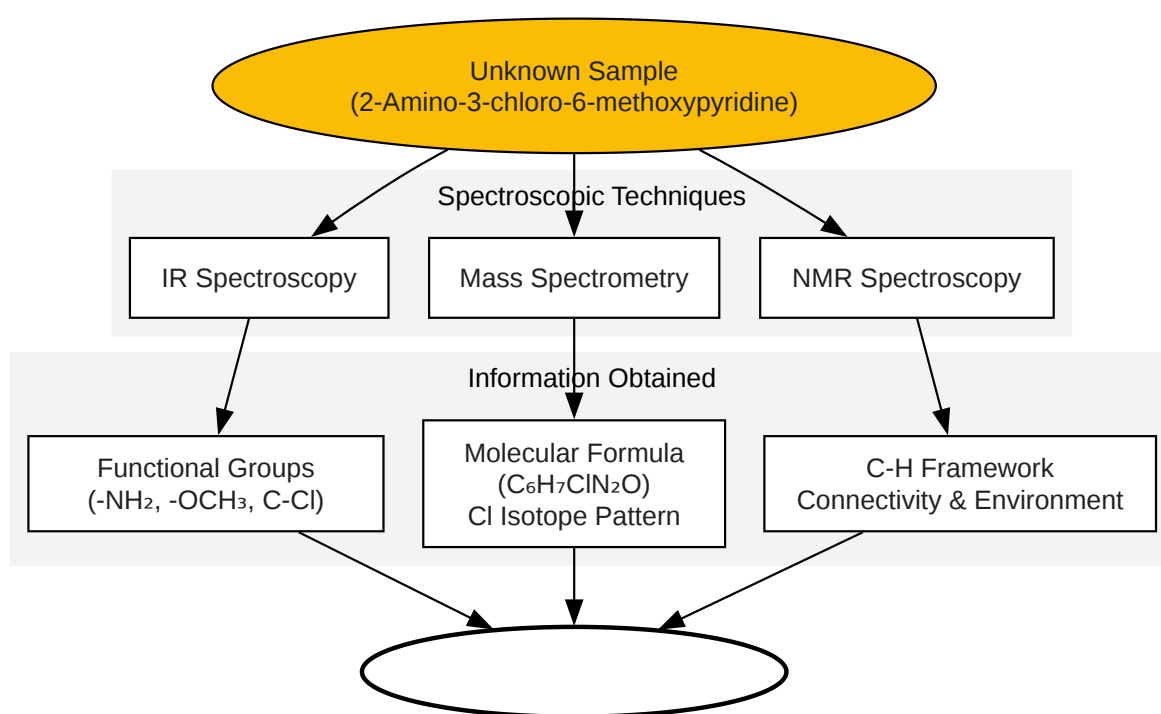 Unknown Sample
(2-Amino-3-chloro-6-methoxypyridine)
Spectroscopic Techniques
IR Spectroscopy
Mass Spectrometry
NMR Spectroscopy
Information Obtained
Functional Groups
(-NH₂, -OCH₃, C-Cl)
Molecular Formula
(C₆H₇ClN₂O)
Cl Isotope Pattern
C-H Framework
Connectivity & Environment